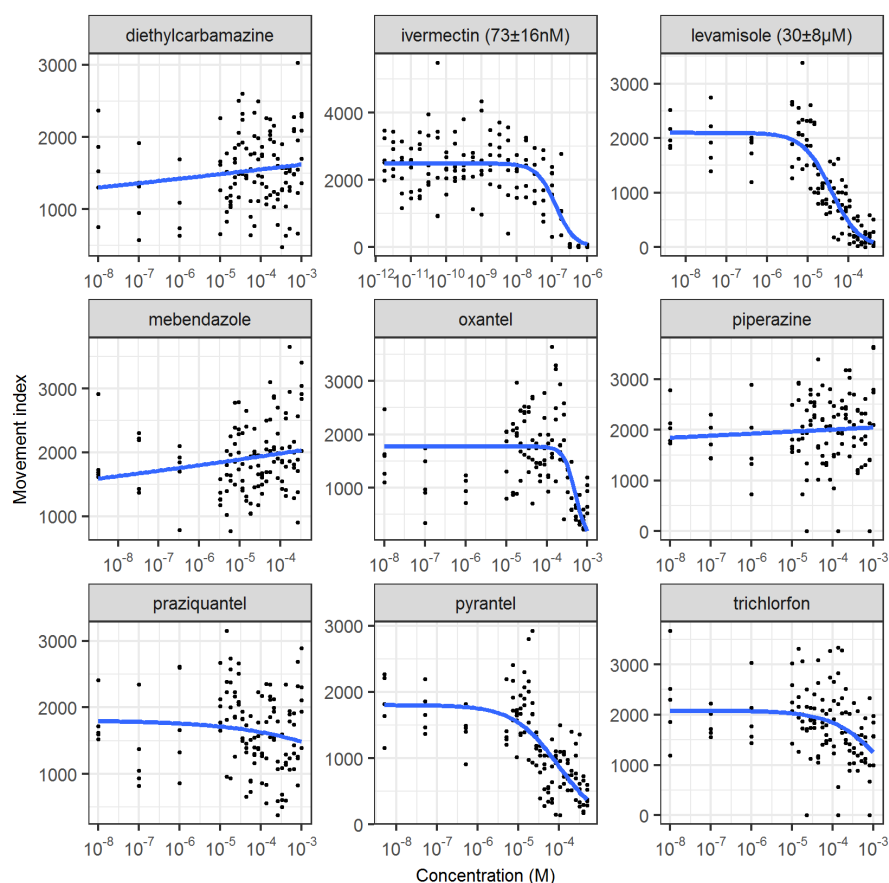 diethylcarbamazine ivermectin (73±16nM) levamisole (30±8µM)
3000
2000
1000
4000
2000
0
3000
2000
1000
0
10⁻⁸ 10⁻⁷ 10⁻⁶ 10⁻⁵ 10⁻⁴ 10⁻³
10⁻¹² 10⁻¹¹ 10⁻¹⁰ 10⁻⁹ 10⁻⁸ 10⁻⁷ 10⁻⁶
10⁻⁸ 10⁻⁷ 10⁻⁶ 10⁻⁵ 10⁻⁴
mebendazole oxantel piperazine
3000
2000
1000
3000
2000
1000
3000
2000
1000
0
10⁻⁸ 10⁻⁷ 10⁻⁶ 10⁻⁵ 10⁻⁴
10⁻⁸ 10⁻⁷ 10⁻⁶ 10⁻⁵ 10⁻⁴ 10⁻³
10⁻⁸ 10⁻⁷ 10⁻⁶ 10⁻⁵ 10⁻⁴ 10⁻³
Movement index
praziquantel pyrantel trichlorfon
3000
2000
1000
3000
2000
1000
0
3000
2000
1000
0
10⁻⁸ 10⁻⁷ 10⁻⁶ 10⁻⁵ 10⁻⁴ 10⁻³
10⁻⁸ 10⁻⁷ 10⁻⁶ 10⁻⁵ 10⁻⁴
10⁻⁸ 10⁻⁷ 10⁻⁶ 10⁻⁵ 10⁻⁴ 10⁻³
Concentration (M)